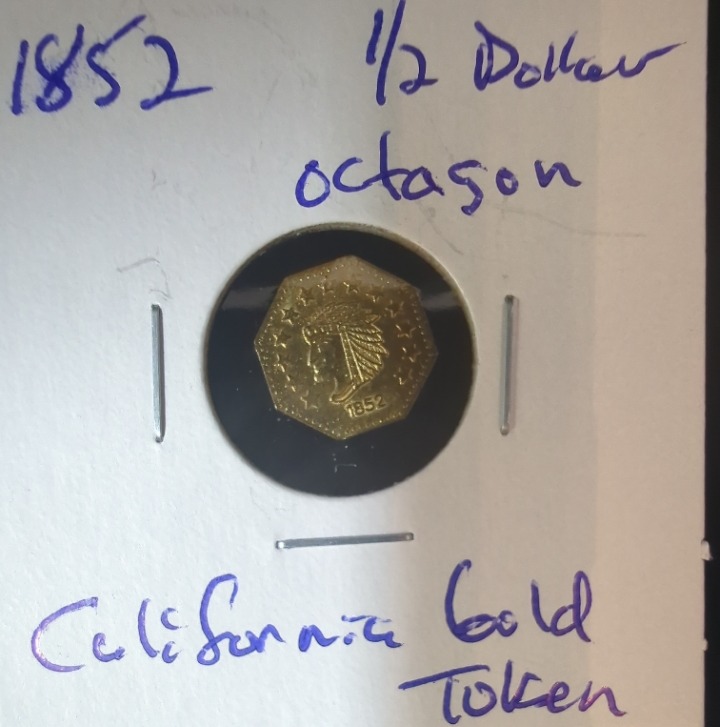 1852 1/2 Dollar
octagon
1852
California Gold
Token